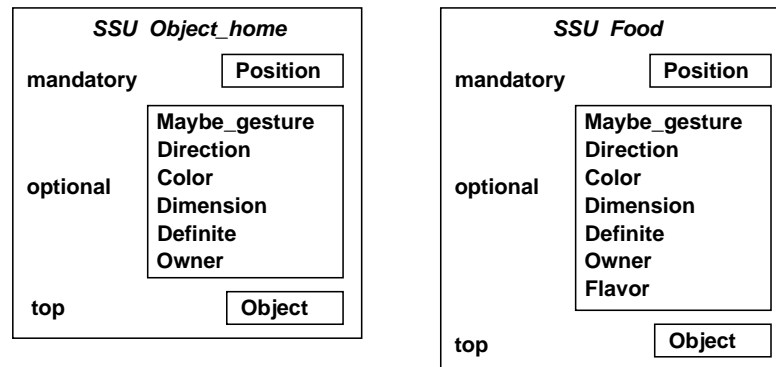 SSU Object_home
mandatory
Position
optional
Maybe_gesture
Direction
Color
Dimension
Definite
Owner
top
Object
SSU Food
mandatory
Position
optional
Maybe_gesture
Direction
Color
Dimension
Definite
Owner
Flavor
top
Object